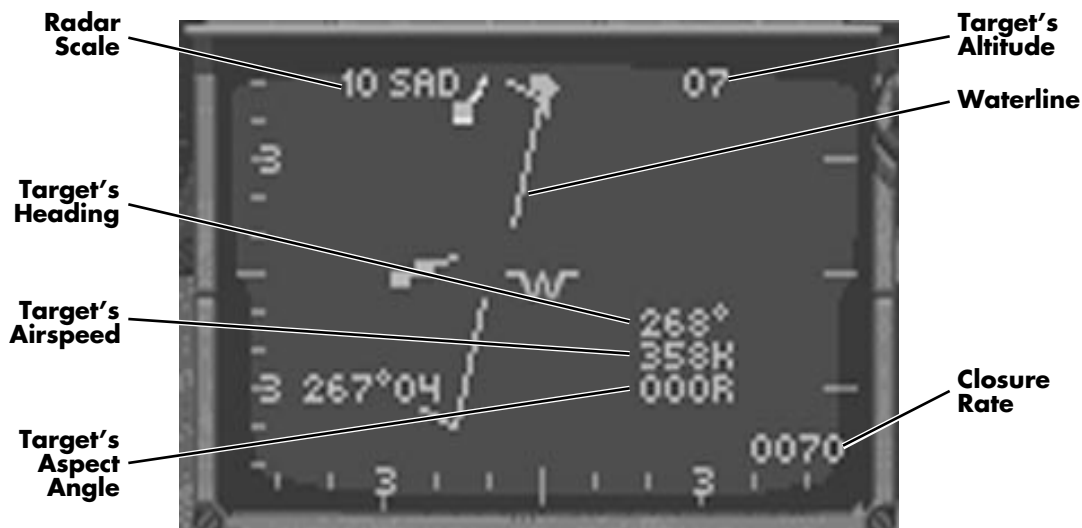 Radar
Scale
Target's
Altitude
10 SAD
07
Waterline
3
Target's
Heading
W
268°
Target's
Airspeed
358K
3 267°04
000R
Closure
Rate
Target's
Aspect
Angle
0070
3
3